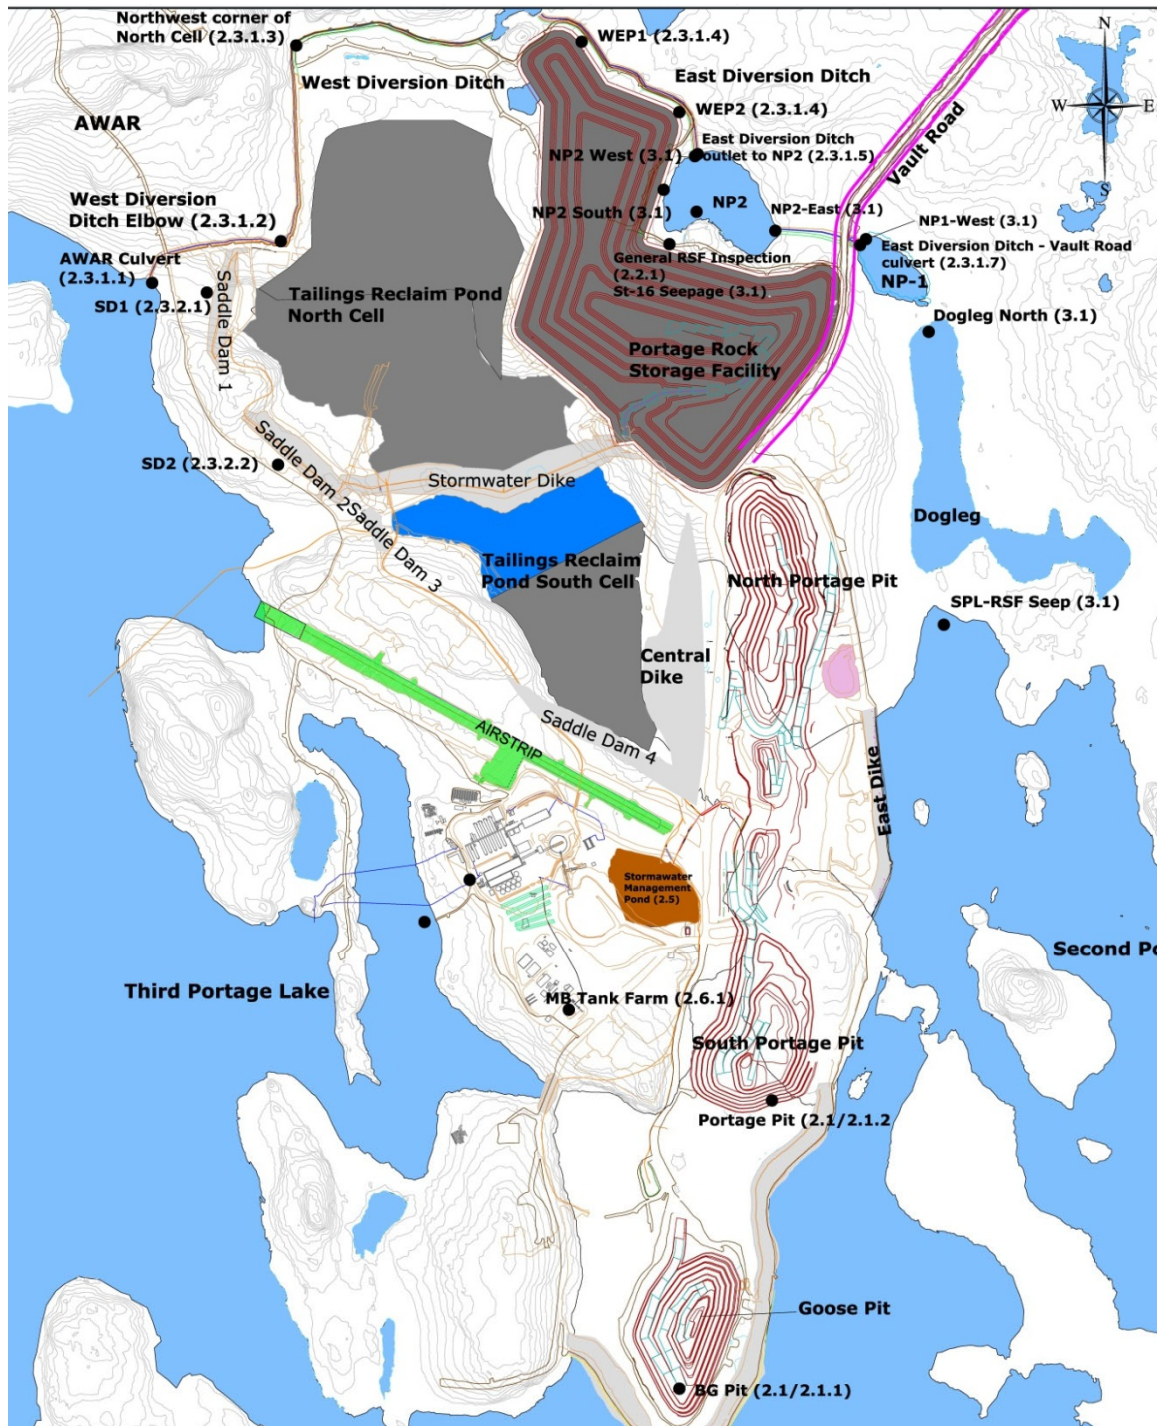 Northwest corner of
North Cell (2.3.1.3)
WEP1 (2.3.1.4)
N
W
E
S
West Diversion Ditch
East Diversion Ditch
AWAR
WEP2 (2.3.1.4)
Vault Road
East Diversion Ditch
outlet to NP2 (2.3.1.5)
NP2 West (3.1)
West Diversion
Ditch Elbow (2.3.1.2)
NP2 South (3.1)
NP2
NP2-East (3.1)
NP1-West (3.1)
East Diversion Ditch - Vault Road
culvert (2.3.1.7)
NP-1
AWAR Culvert
(2.3.1.1)
SD1 (2.3.2.1)
General RSF Inspection
(2.2.1)
St-16 Seepage (3.1)
Saddle Dam 1
Tailings Reclaim Pond
North Cell
Dogleg North (3.1)
Portage Rock
Storage Facility
Saddle Dam 2
SD2 (2.3.2.2)
Stormwater Dike
Saddle Dam 3
Dogleg
Tailings Reclaim
Pond South Cell
North Portage Pit
SPL-RSF Seep (3.1)
Central
Dike
Saddle Dam 4
AIRSTRIP
East Dike
Stormawater
Management
Pond (2.5)
Second Po
Third Portage Lake
MB Tank Farm (2.6.1)
South Portage Pit
Portage Pit (2.1/2.1.2
Goose Pit
BG Pit (2.1/2.1.1)